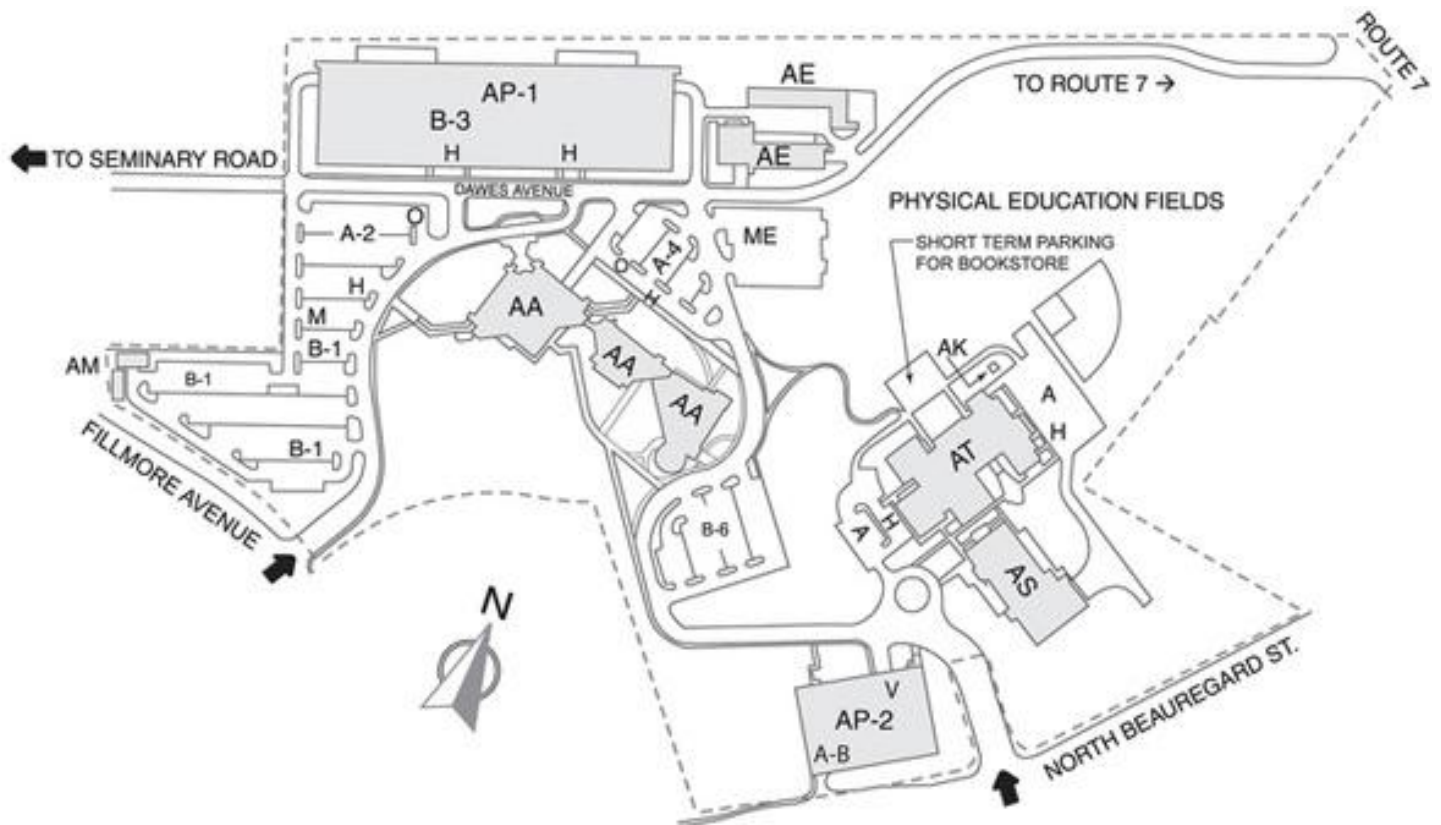 ROUTE 7
AP-1
AE
TO ROUTE 7 →
B-3
TO SEMINARY ROAD
H
H
AE
DAWES AVENUE
PHYSICAL EDUCATION FIELDS
O
A-2
A-4
ME
SHORT TERM PARKING
FOR BOOKSTORE
O
H
H
AA
M
AK
AM
B-1
AA
B-1
A
AA
H
B-1
AT
FILLMORE AVENUE
B-6
H
A
AS
N
V
AP-2
A-B
NORTH BEAUREGARD ST.